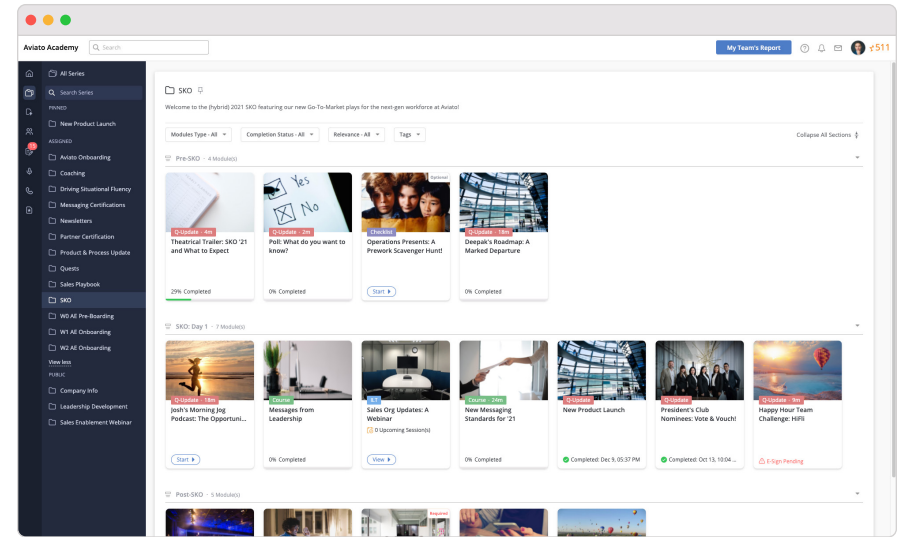 Aviato Academy
Search
My Team's Report
511
All Series
Search Series
PINNED
New Product Launch
ASSIGNED
15
Aviato Onboarding
Coaching
Driving Situational Fluency
Messaging Certifications
Newsletters
Partner Certification
Product & Process Update
Quests
Sales Playbook
SKO
W0 AE Pre-Boarding
W1 AE Onboarding
W2 AE Onboarding
View less
PUBLIC
Company Info
Leadership Development
Sales Enablement Webinar
SKO
Welcome to the (hybrid) 2021 SKO featuring our new Go-To-Market plays for the next-gen workforce at Aviato!
Modules Type - All
Completion Status - All
Relevance - All
Tags
Collapse All Sections
Pre-SKO - 4 Module(s)
Q-Update - 4m
Theatrical Trailer: SKO '21
and What to Expect
29% Completed
Yes
No
Q-Update - 2m
Poll: What do you want to
know?
0% Completed
Optional
Checklist
Operations Presents: A
Prework Scavenger Hunt!
Start
Q-Update - 18m
Deepak's Roadmap: A
Marked Departure
0% Completed
SKO: Day 1 - 7 Module(s)
Q-Update - 18m
Josh's Morning Jog
Podcast: The Opportuni...
Start
Course
Messages from
Leadership
0% Completed
ILT
Sales Org Updates: A
Webinar
0 Upcoming Session(s)
View
Course - 24m
New Messaging
Standards for '21
0% Completed
Q-Update
New Product Launch
Completed: Dec 9, 05:37 PM
Q-Update
President's Club
Nominees: Vote & Vouch!
Completed: Oct 13, 10:04 ...
Q-Update - 9m
Happy Hour Team
Challenge: HiFli
E-Sign Pending
Post-SKO - 5 Module(s)
Required